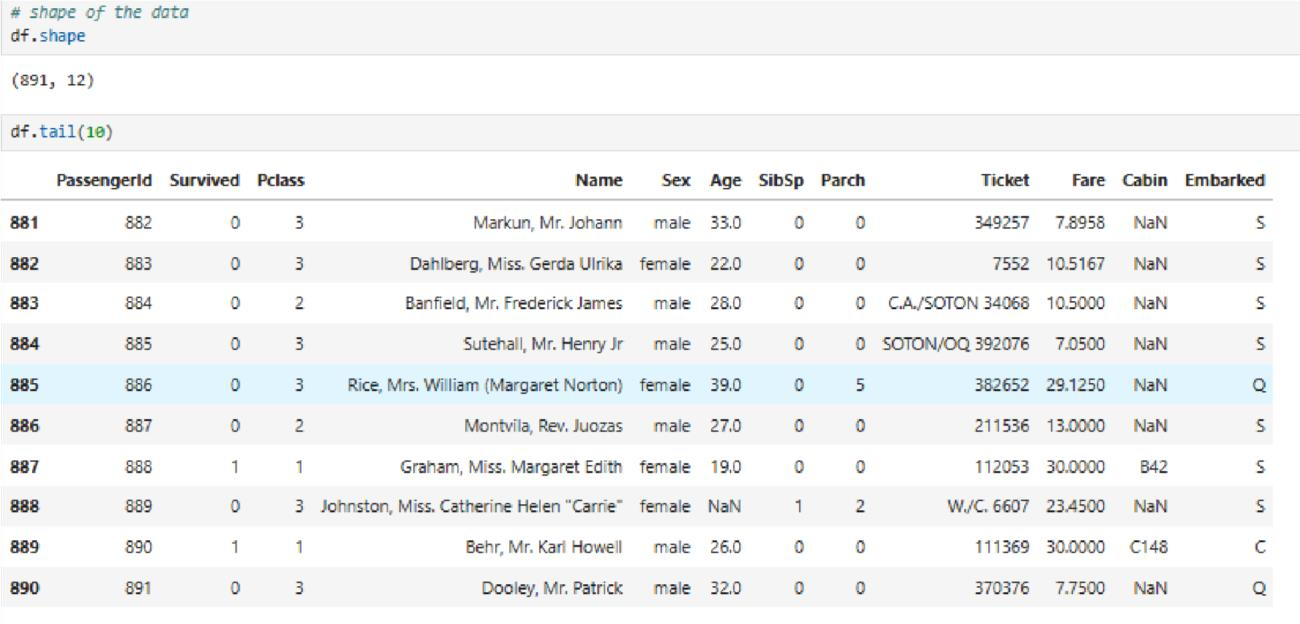 # shape of the data
df.shape
(891, 12)
df.tail(10)
PassengerId Survived Pclass Name Sex Age SibSp Parch Ticket Fare Cabin Embarked
881 882 0 3 Markun, Mr. Johann male 33.0 0 0 349257 7.8958 NaN S
882 883 0 3 Dahlberg, Miss. Gerda Ulrika female 22.0 0 0 7552 10.5167 NaN S
883 884 0 2 Banfield, Mr. Frederick James male 28.0 0 0 C.A./SOTON 34068 10.5000 NaN S
884 885 0 3 Sutehall, Mr. Henry Jr male 25.0 0 0 SOTON/OQ 392076 7.0500 NaN S
885 886 0 3 Rice, Mrs. William (Margaret Norton) female 39.0 0 5 382652 29.1250 NaN Q
886 887 0 2 Montvila, Rev. Juozas male 27.0 0 0 211536 13.0000 NaN S
887 888 1 1 Graham, Miss. Margaret Edith female 19.0 0 0 112053 30.0000 B42 S
888 889 0 3 Johnston, Miss. Catherine Helen "Carrie" female NaN 1 2 W./C. 6607 23.4500 NaN S
889 890 1 1 Behr, Mr. Karl Howell male 26.0 0 0 111369 30.0000 C148 C
890 891 0 3 Dooley, Mr. Patrick male 32.0 0 0 370376 7.7500 NaN Q